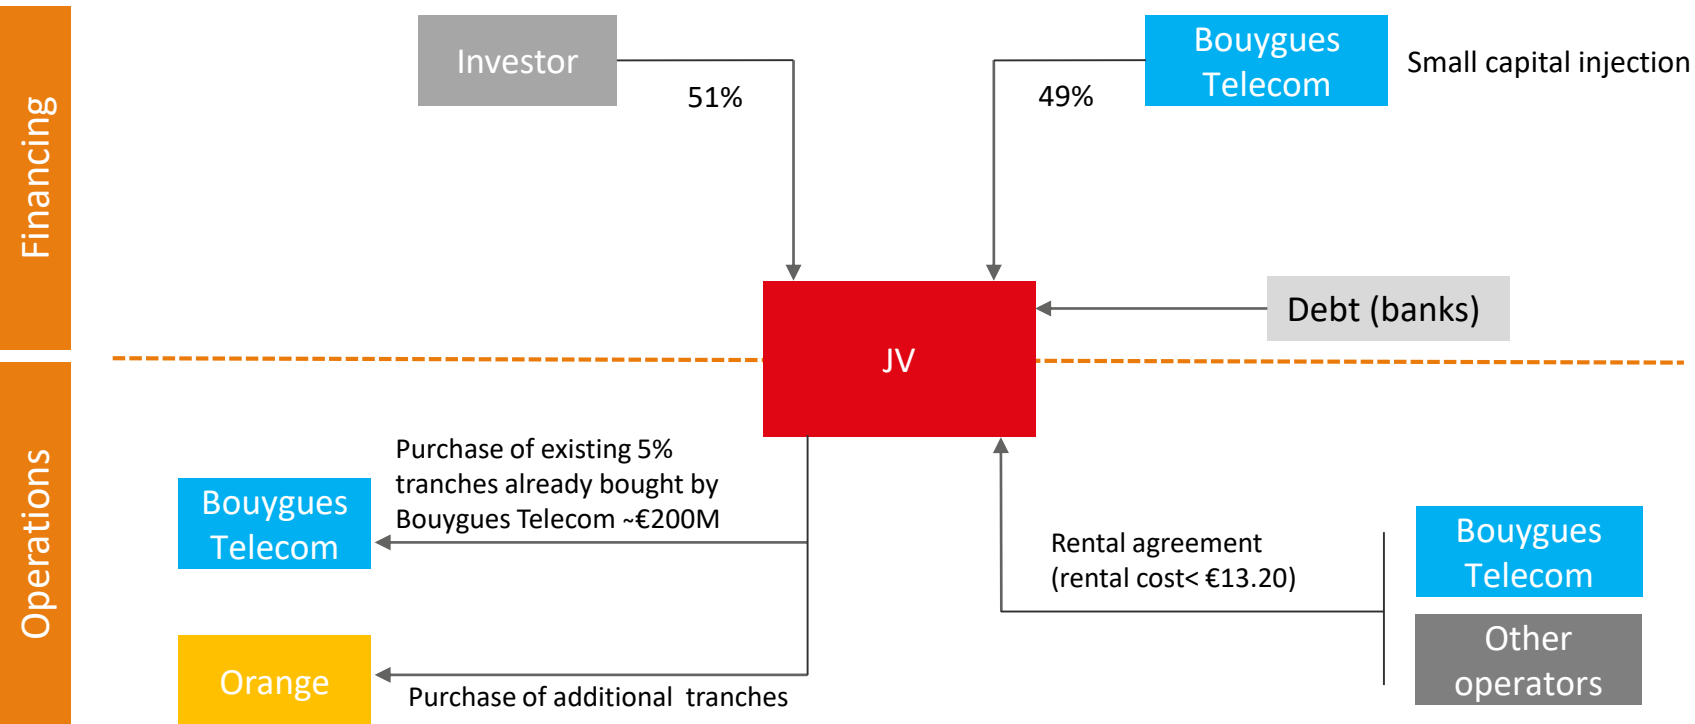 Financing
Investor
51%
Bouygues
Telecom
49%
Small capital injection
Debt (banks)
JV
Operations
Purchase of existing 5%
tranches already bought by
Bouygues Telecom ~€200M
Bouygues
Telecom
Orange
Purchase of additional  tranches
Rental agreement
(rental cost< €13.20)
Bouygues
Telecom
Other
operators